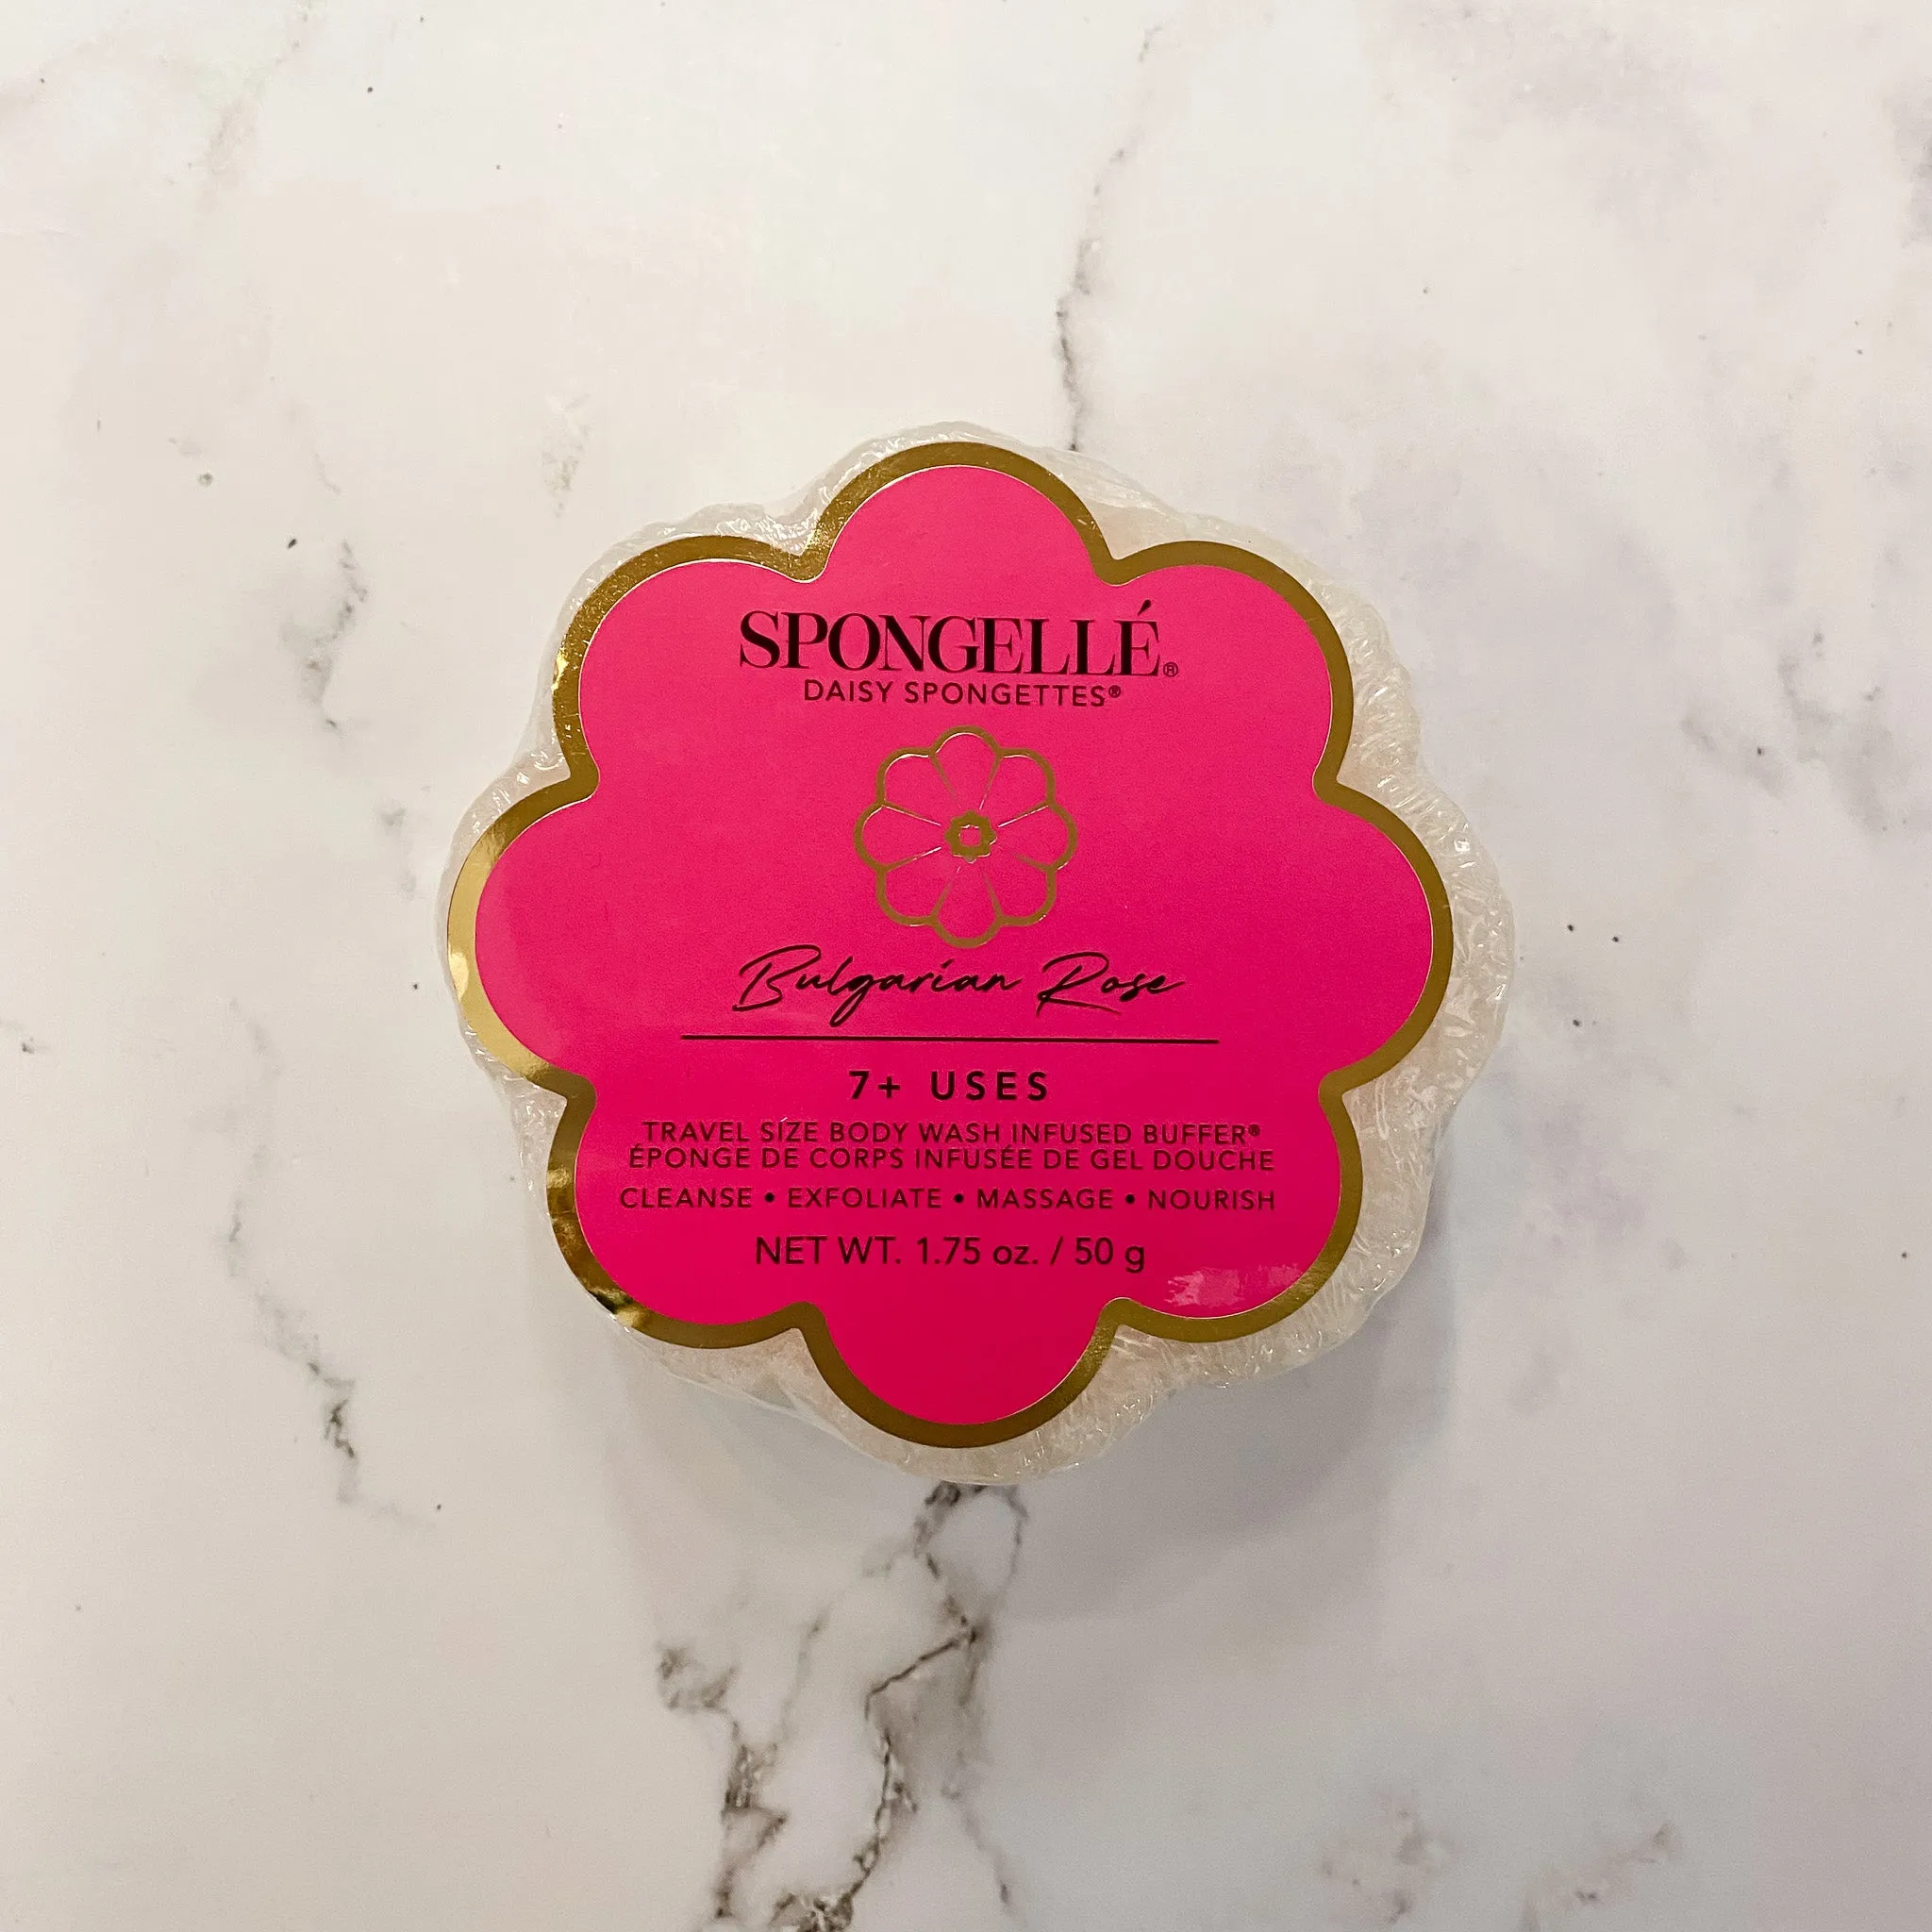 SPONGELLÉ®
DAISY SPONGETTES®
Bulgarian Rose
7+ USES
TRAVEL SIZE BODY WASH INFUSED BUFFER®
ÉPONGE DE CORPS INFUSÉE DE GEL DOUCHE
CLEANSE • EXFOLIATE • MASSAGE • NOURISH
NET WT. 1.75 oz. / 50 g